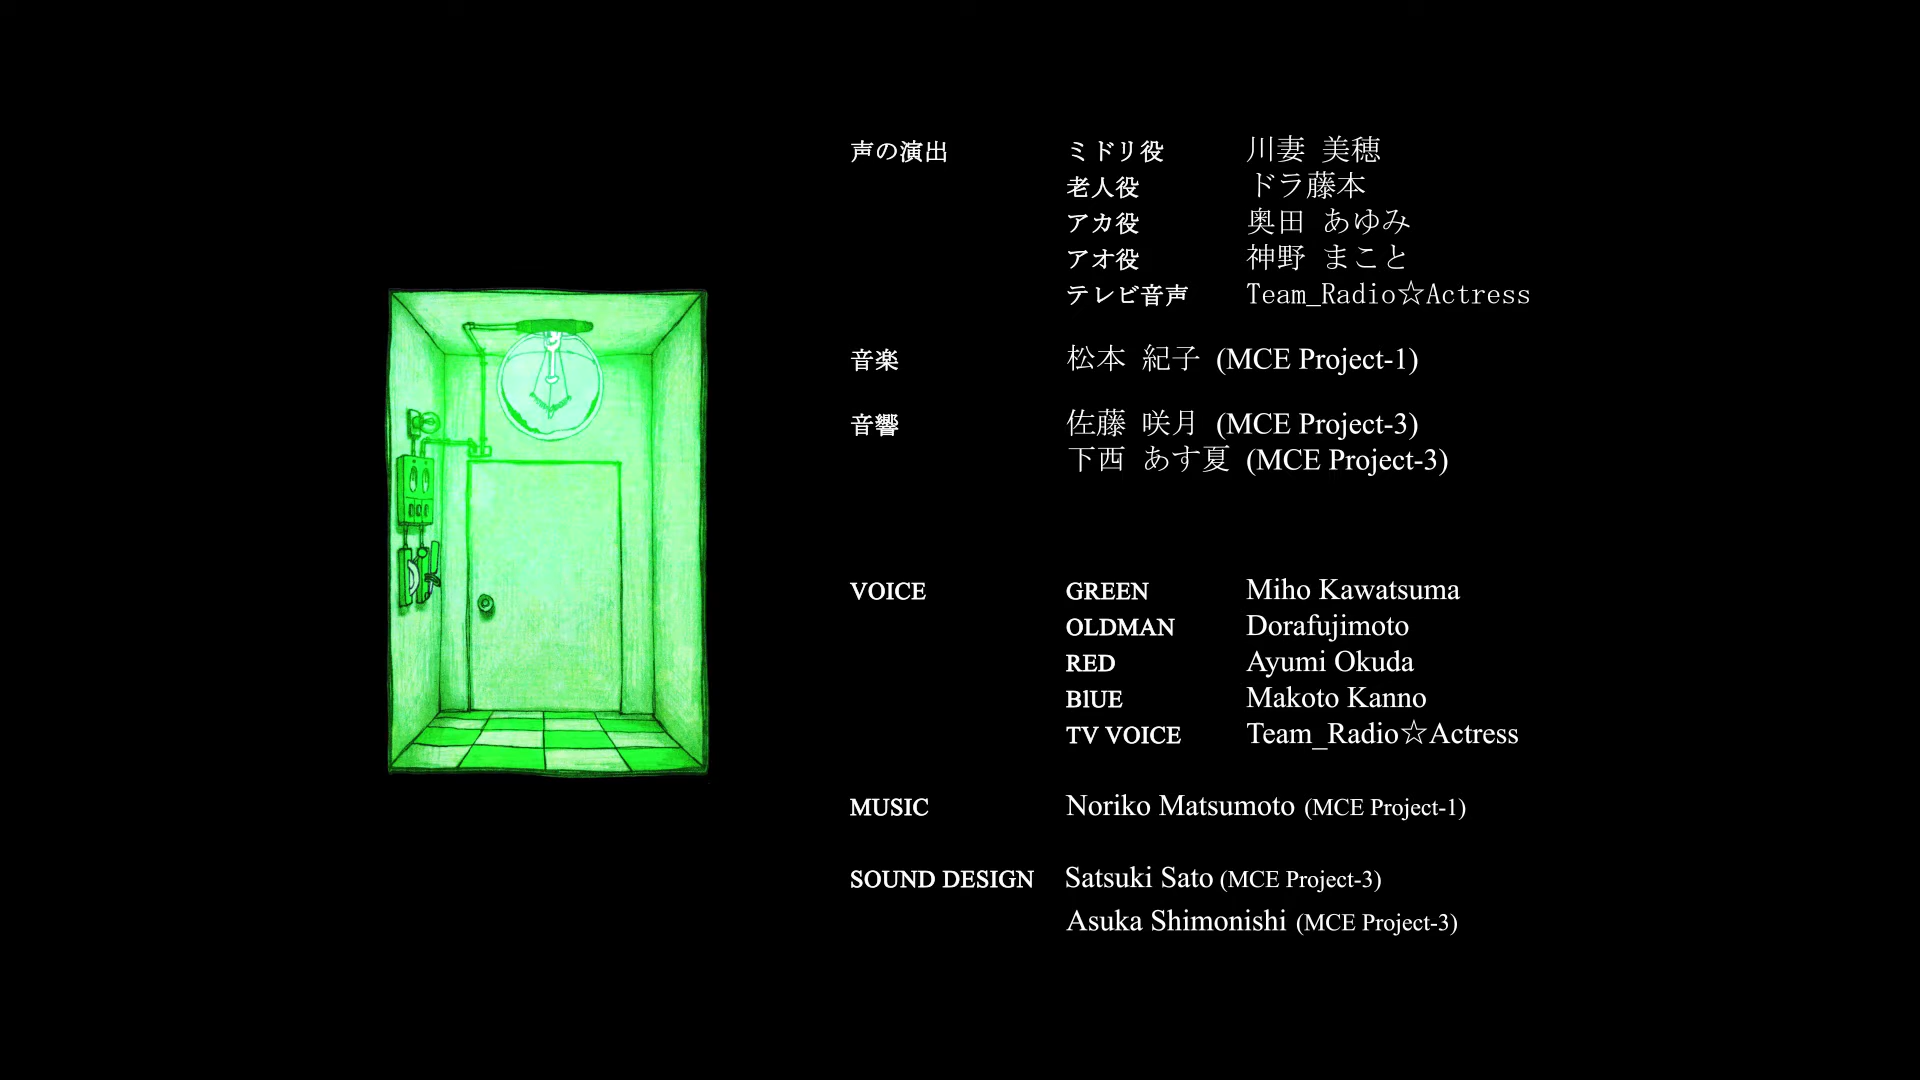 声の演出 ミドリ役 川妻 美穂
老人役 ドラ藤本
アカ役 奥田 あゆみ
アオ役 神野 まこと
テレビ音声 Team_Radio☆Actress
音楽 松本 紀子 (MCE Project-1)
音響 佐藤 咲月 (MCE Project-3)
下西 あす夏 (MCE Project-3)
VOICE GREEN Miho Kawatsuma
OLDMAN Dorafujimoto
RED Ayumi Okuda
BlUE Makoto Kanno
TV VOICE Team_Radio☆Actress
MUSIC Noriko Matsumoto (MCE Project-1)
SOUND DESIGN Satsuki Sato (MCE Project-3)
Asuka Shimonishi (MCE Project-3)